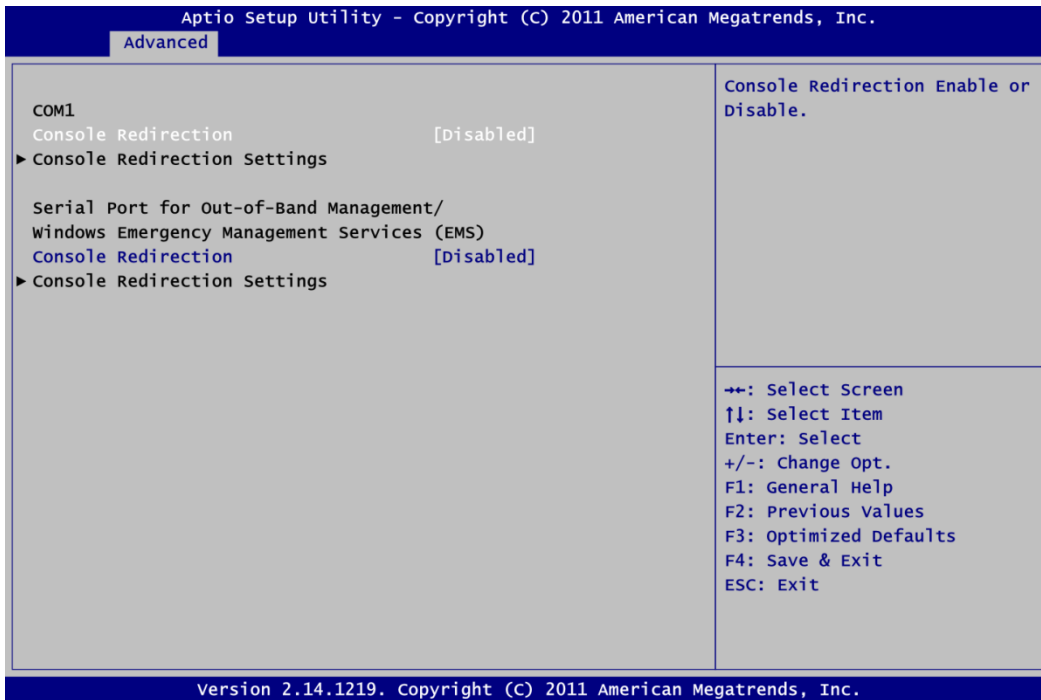 Aptio Setup Utility - Copyright (C) 2011 American Megatrends, Inc.
Advanced
COM1
Console Redirection [Disabled]
► Console Redirection Settings
Serial Port for Out-of-Band Management/
Windows Emergency Management Services (EMS)
Console Redirection [Disabled]
► Console Redirection Settings
Console Redirection Enable or
Disable.
→←: Select Screen
↑↓: Select Item
Enter: Select
+/-: Change Opt.
F1: General Help
F2: Previous Values
F3: Optimized Defaults
F4: Save & Exit
ESC: Exit
Version 2.14.1219. Copyright (C) 2011 American Megatrends, Inc.